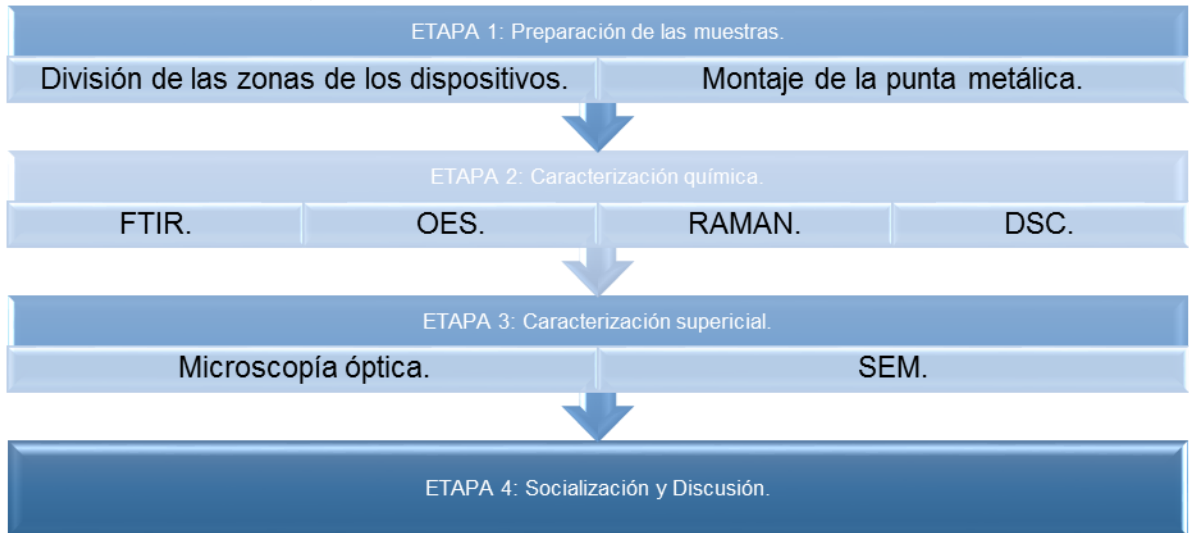 ETAPA 1: Preparación de las muestras.
División de las zonas de los dispositivos.
Montaje de la punta metálica.
ETAPA 2: Caracterización química.
FTIR.
OES.
RAMAN.
DSC.
ETAPA 3: Caracterización supericial.
Microscopía óptica.
SEM.
ETAPA 4: Socialización y Discusión.